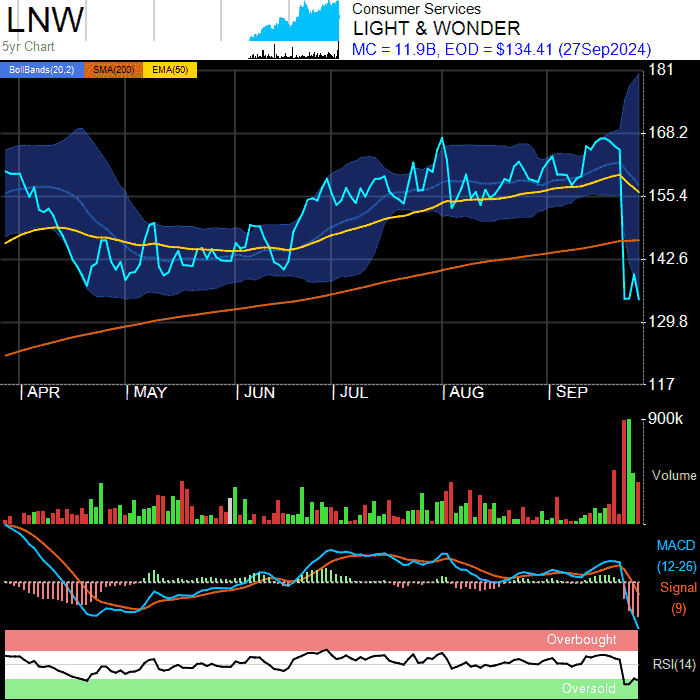 LNW
5yr Chart
Consumer Services
LIGHT & WONDER
MC = 11.9B, EOD = $134.41 (27Sep2024)
BollBands(20,2) SMA(200) EMA(50)
181
168.2
155.4
142.6
129.8
117
APR MAY JUN JUL AUG SEP
900k
Volume
MACD
(12-26)
Signal
(9)
Overbought
RSI(14)
Oversold